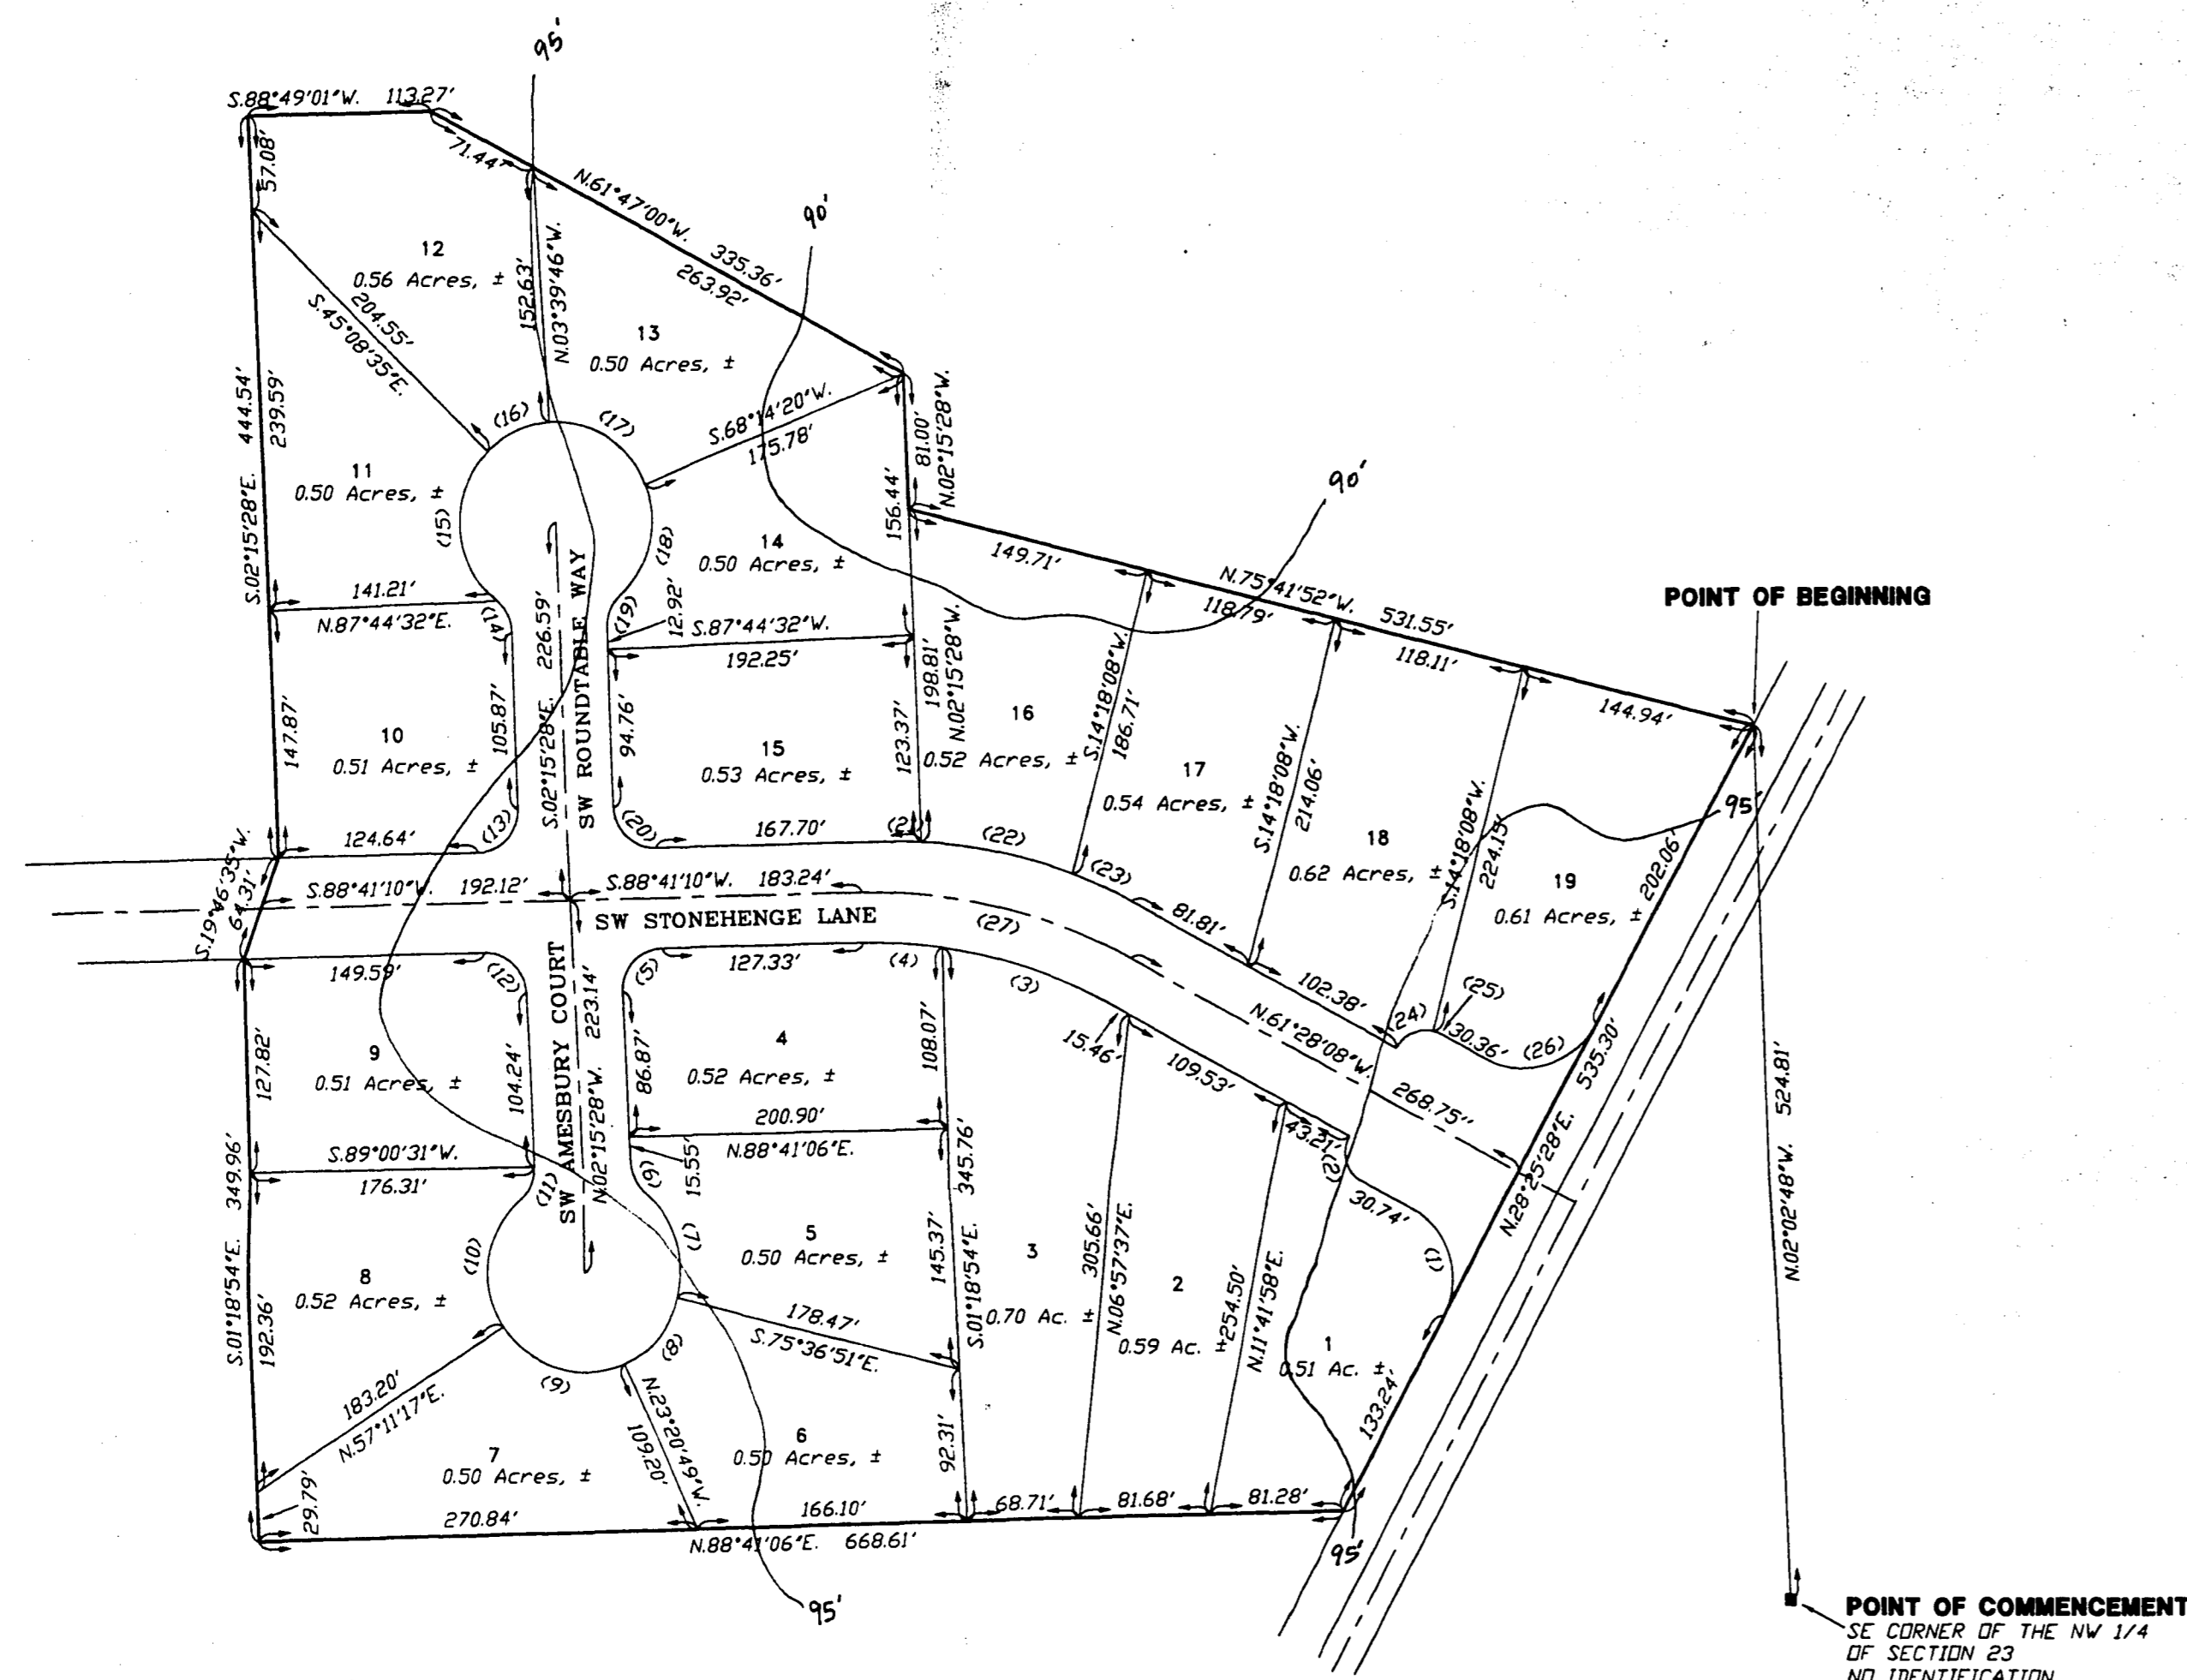 95'
S.88°49'01"W. 113.27'
57.08'
71.44'
N.61°47'00"W. 335.36'
263.92'
90'
12
0.56 Acres, ±
152.63'
N.03°39'46"W.
204.55'
S.45°08'35"E.
13
0.50 Acres, ±
S.02°15'28"E. 444.54'
239.59'
(16)
(17)
S.68°14'20"W.
175.78'
81.00'
N.02°15'28"W.
156.44'
90'
11
0.50 Acres, ±
(15)
(18)
14
0.50 Acres, ±
149.71'
N.75°41'52"W. 531.55'
118.79'
118.11'
144.94'
POINT OF BEGINNING
141.21'
N.87°44'32"E.
(14)
(19)
12.92'
S.87°44'32"W.
192.25'
S.02°15'28"E. 226.59'
SW ROUNDTABLE WAY
198.81'
N.02°15'28"W.
147.87'
10
0.51 Acres, ±
105.87'
94.76'
15
0.53 Acres, ±
123.37'
16
0.52 Acres, ±
S.14°18'08"W.
186.71'
17
0.54 Acres, ±
S.14°18'08"W.
214.06'
18
0.62 Acres, ±
S.14°18'08"W.
224.15'
95'
19
0.61 Acres, ±
202.06'
124.64'
(13)
(20)
167.70'
(21)
(22)
(23)
81.81'
S.19°46'35"W.
64.31'
S.88°41'10"W. 192.12'
S.88°41'10"W. 183.24'
SW STONEHENGE LANE
(27)
149.59'
(12)
(5)
127.33'
(4)
(3)
102.38'
(24)
(25)
30.36'
(26)
N.61°28'08"W.
268.75''
535.30'
N.28°25'28"E.
127.82'
9
0.51 Acres, ±
104.24'
SW AMESBURY COURT
N.02°15'28"W. 223.14'
86.87'
4
0.52 Acres, ±
108.07'
15.46'
109.53'
43.21'
(2)
30.74'
(1)
200.90'
N.88°41'06"E.
S.89°00'31"W.
176.31'
(11)
15.55'
(6)
(7)
S.01°18'54"E. 349.96'
192.36'
8
0.52 Acres, ±
(10)
5
0.50 Acres, ±
145.37'
S.01°18'54"E. 345.76'
3
0.70 Ac. ±
305.66'
N.06°57'37"E.
2
0.59 Ac. ±
254.50'
N.11°41'58"E.
1
0.51 Ac. ±
133.24'
N.02°02'48"W. 524.81'
178.47'
S.75°36'51"E.
(8)
(9)
183.20'
N.57°11'17"E.
N.23°20'49"W.
109.20'
29.79'
7
0.50 Acres, ±
6
0.50 Acres, ±
92.31'
270.84'
166.10'
68.71'
81.68'
81.28'
N.88°41'06"E. 668.61'
95'
95'
POINT OF COMMENCEMENT
SE CORNER OF THE NW 1/4
OF SECTION 23
NO IDENTIFICATION